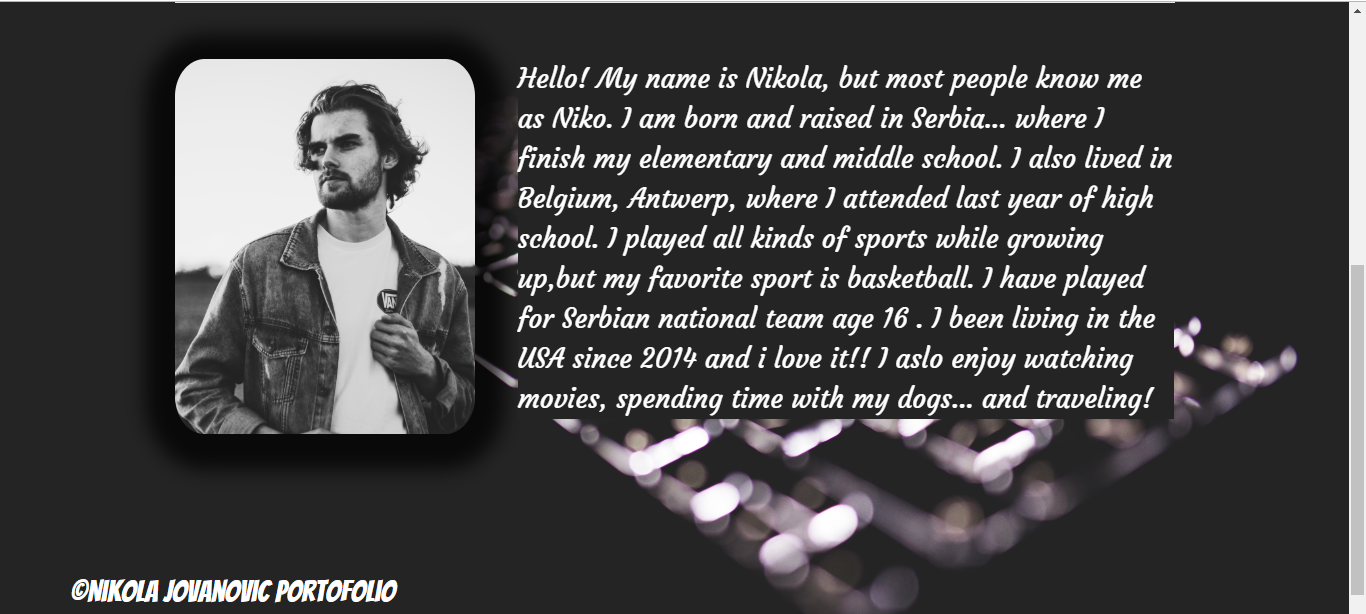 Hello! My name is Nikola, but most people know me
as Niko. I am born and raised in Serbia... where I
finish my elementary and middle school. I also lived in
Belgium, Antwerp, where I attended last year of high
school. I played all kinds of sports while growing
up,but my favorite sport is basketball. I have played
for Serbian national team age 16 . I been living in the
USA since 2014 and i love it!! I aslo enjoy watching
movies, spending time with my dogs... and traveling!
VANS
©NIKOLA JOVANOVIC PORTOFOLIO